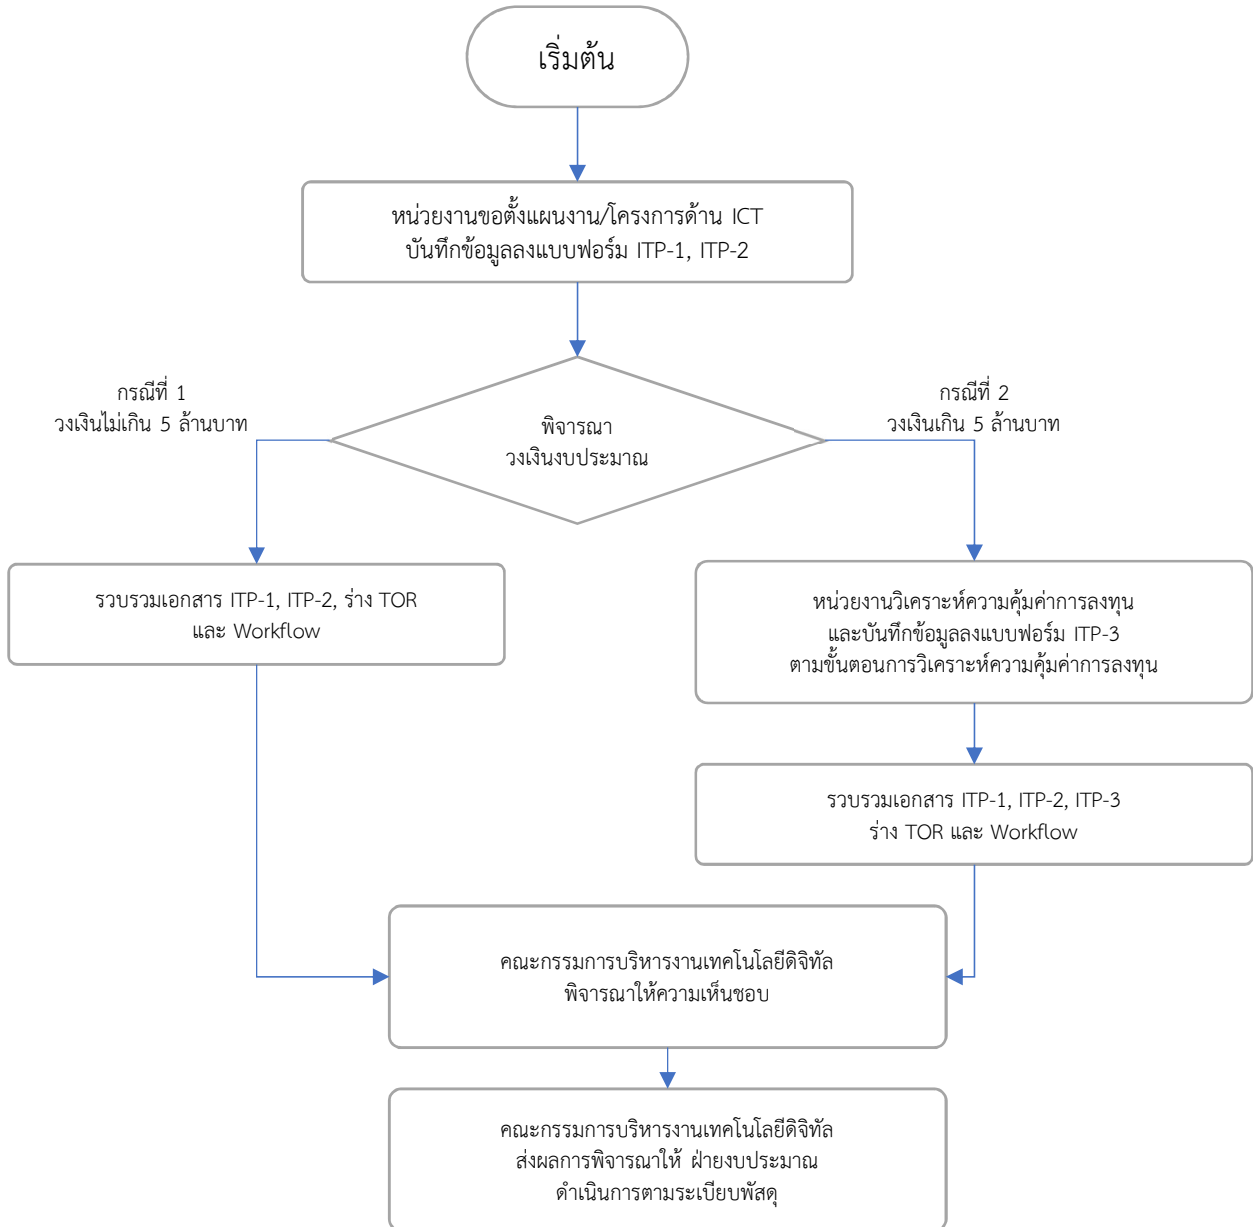 เริ่มต้น
หน่วยงานขอตั้งแผนงาน/โครงการด้าน ICT
บันทึกข้อมูลลงแบบฟอร์ม ITP-1, ITP-2
กรณีที่ 1
วงเงินไม่เกิน 5 ล้านบาท
พิจารณา
วงเงินงบประมาณ
กรณีที่ 2
วงเงินเกิน 5 ล้านบาท
รวบรวมเอกสาร ITP-1, ITP-2, ร่าง TOR
และ Workflow
หน่วยงานวิเคราะห์ความคุ้มค่าการลงทุน
และบันทึกข้อมูลลงแบบฟอร์ม ITP-3
ตามขั้นตอนการวิเคราะห์ความคุ้มค่าการลงทุน
รวบรวมเอกสาร ITP-1, ITP-2, ITP-3
ร่าง TOR และ Workflow
คณะกรรมการบริหารงานเทคโนโลยีดิจิทัล
พิจารณาให้ความเห็นชอบ
คณะกรรมการบริหารงานเทคโนโลยีดิจิทัล
ส่งผลการพิจารณาให้ ฝ่ายงบประมาณ
ดำเนินการตามระเบียบพัสดุ